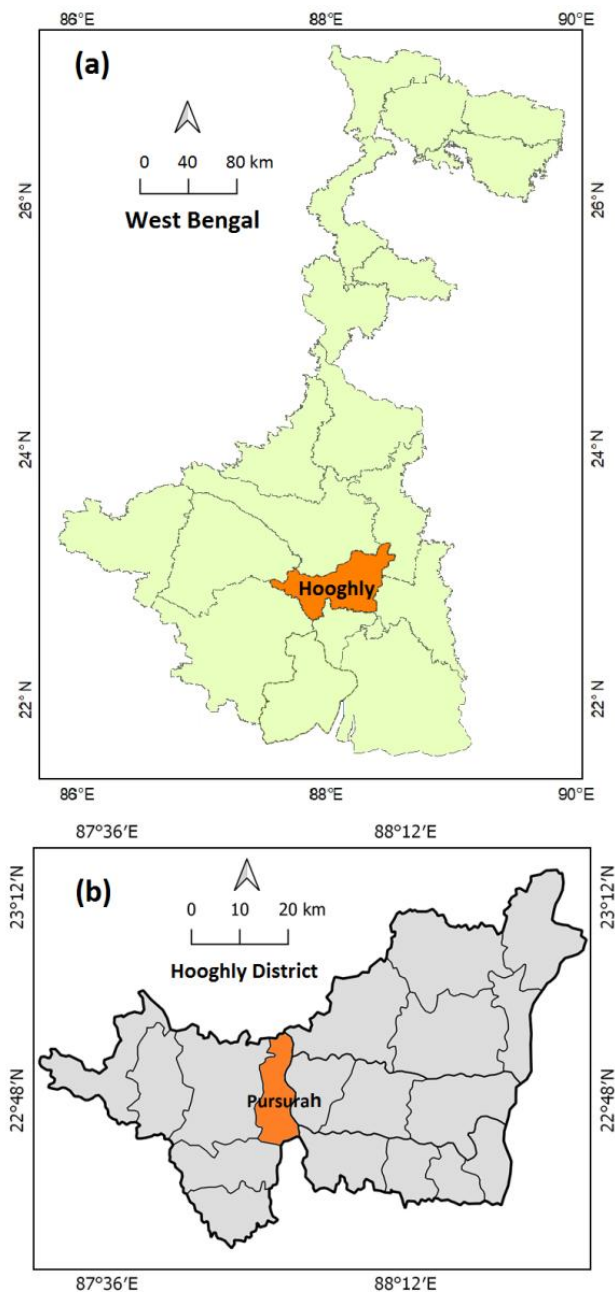 86°E 88°E 90°E
(a)
0 40 80 km
West Bengal
26°N 26°N
24°N 24°N
Hooghly
22°N 22°N
86°E 88°E 90°E
87°36′E 88°12′E
(b)
23°12′N 23°12′N
0 10 20 km
Hooghly District
22°48′N 22°48′N
Pursurah
87°36′E 88°12′E